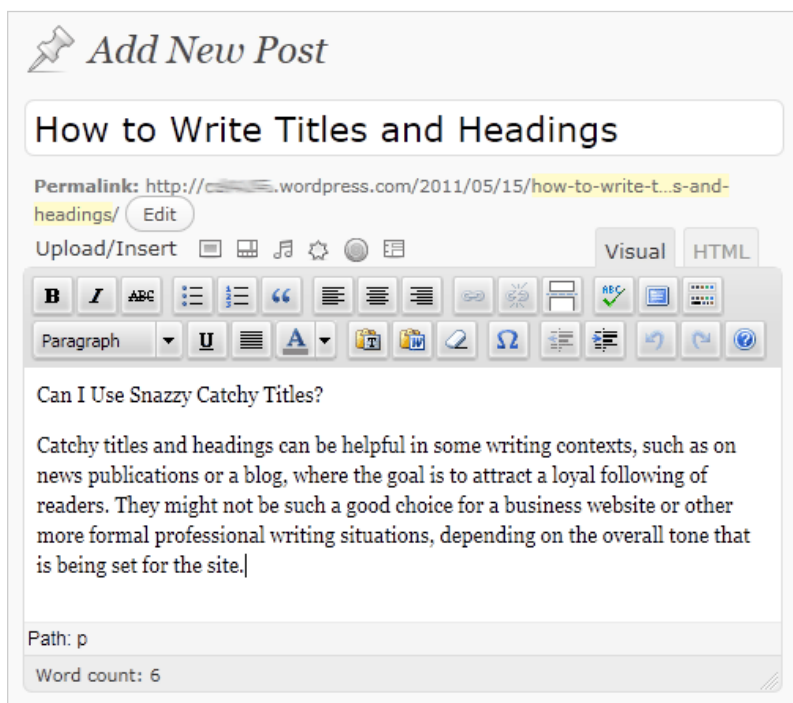 Add New Post
How to Write Titles and Headings
Permalink: http://.wordpress.com/2011/05/15/how-to-write-t...s-and-
headings/ Edit
Upload/Insert Visual HTML
B I ABC ABC
Paragraph U A T W Ω ?
Can I Use Snazzy Catchy Titles?
Catchy titles and headings can be helpful in some writing contexts, such as on
news publications or a blog, where the goal is to attract a loyal following of
readers. They might not be such a good choice for a business website or other
more formal professional writing situations, depending on the overall tone that
is being set for the site.
Path: p
Word count: 6